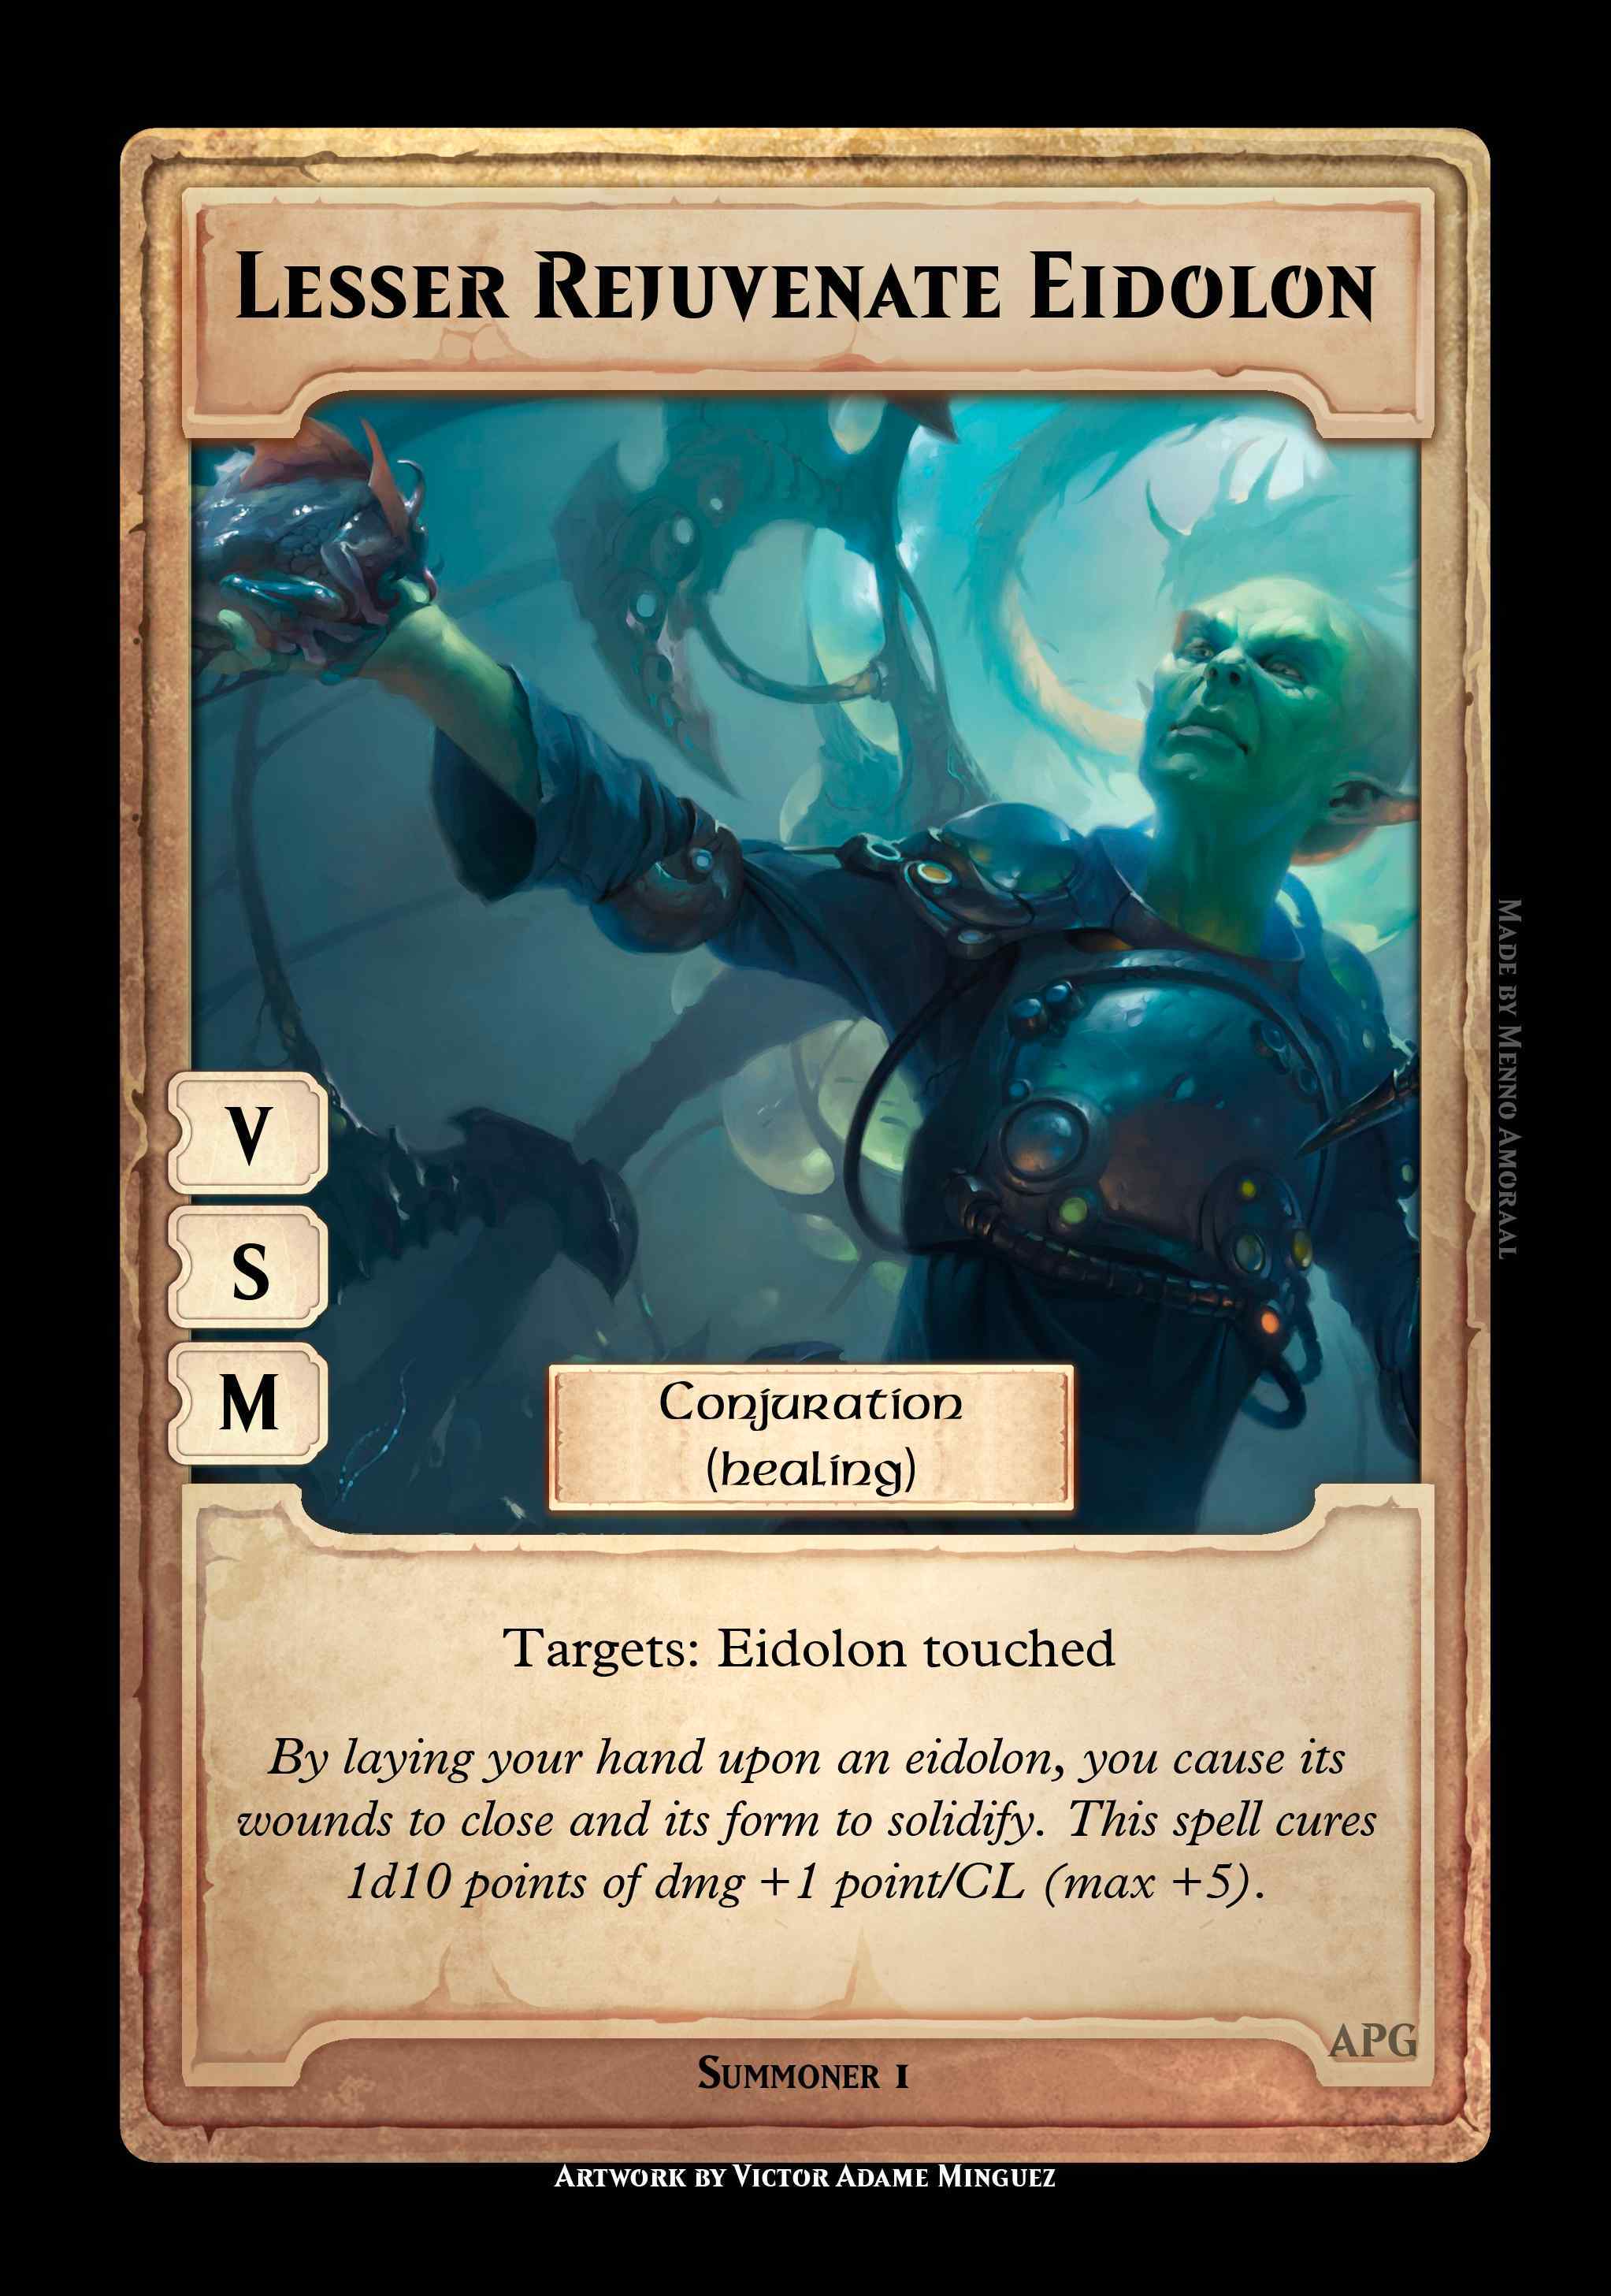 Lesser Rejuvenate Eidolon
V
S
M
Conjuration
(healing)
Targets: Eidolon touched
By laying your hand upon an eidolon, you cause its
wounds to close and its form to solidify. This spell cures
1d10 points of dmg +1 point/CL (max +5).
APG
Summoner 1
Artwork by Victor Adame Minguez
Made by Menno Amoraal